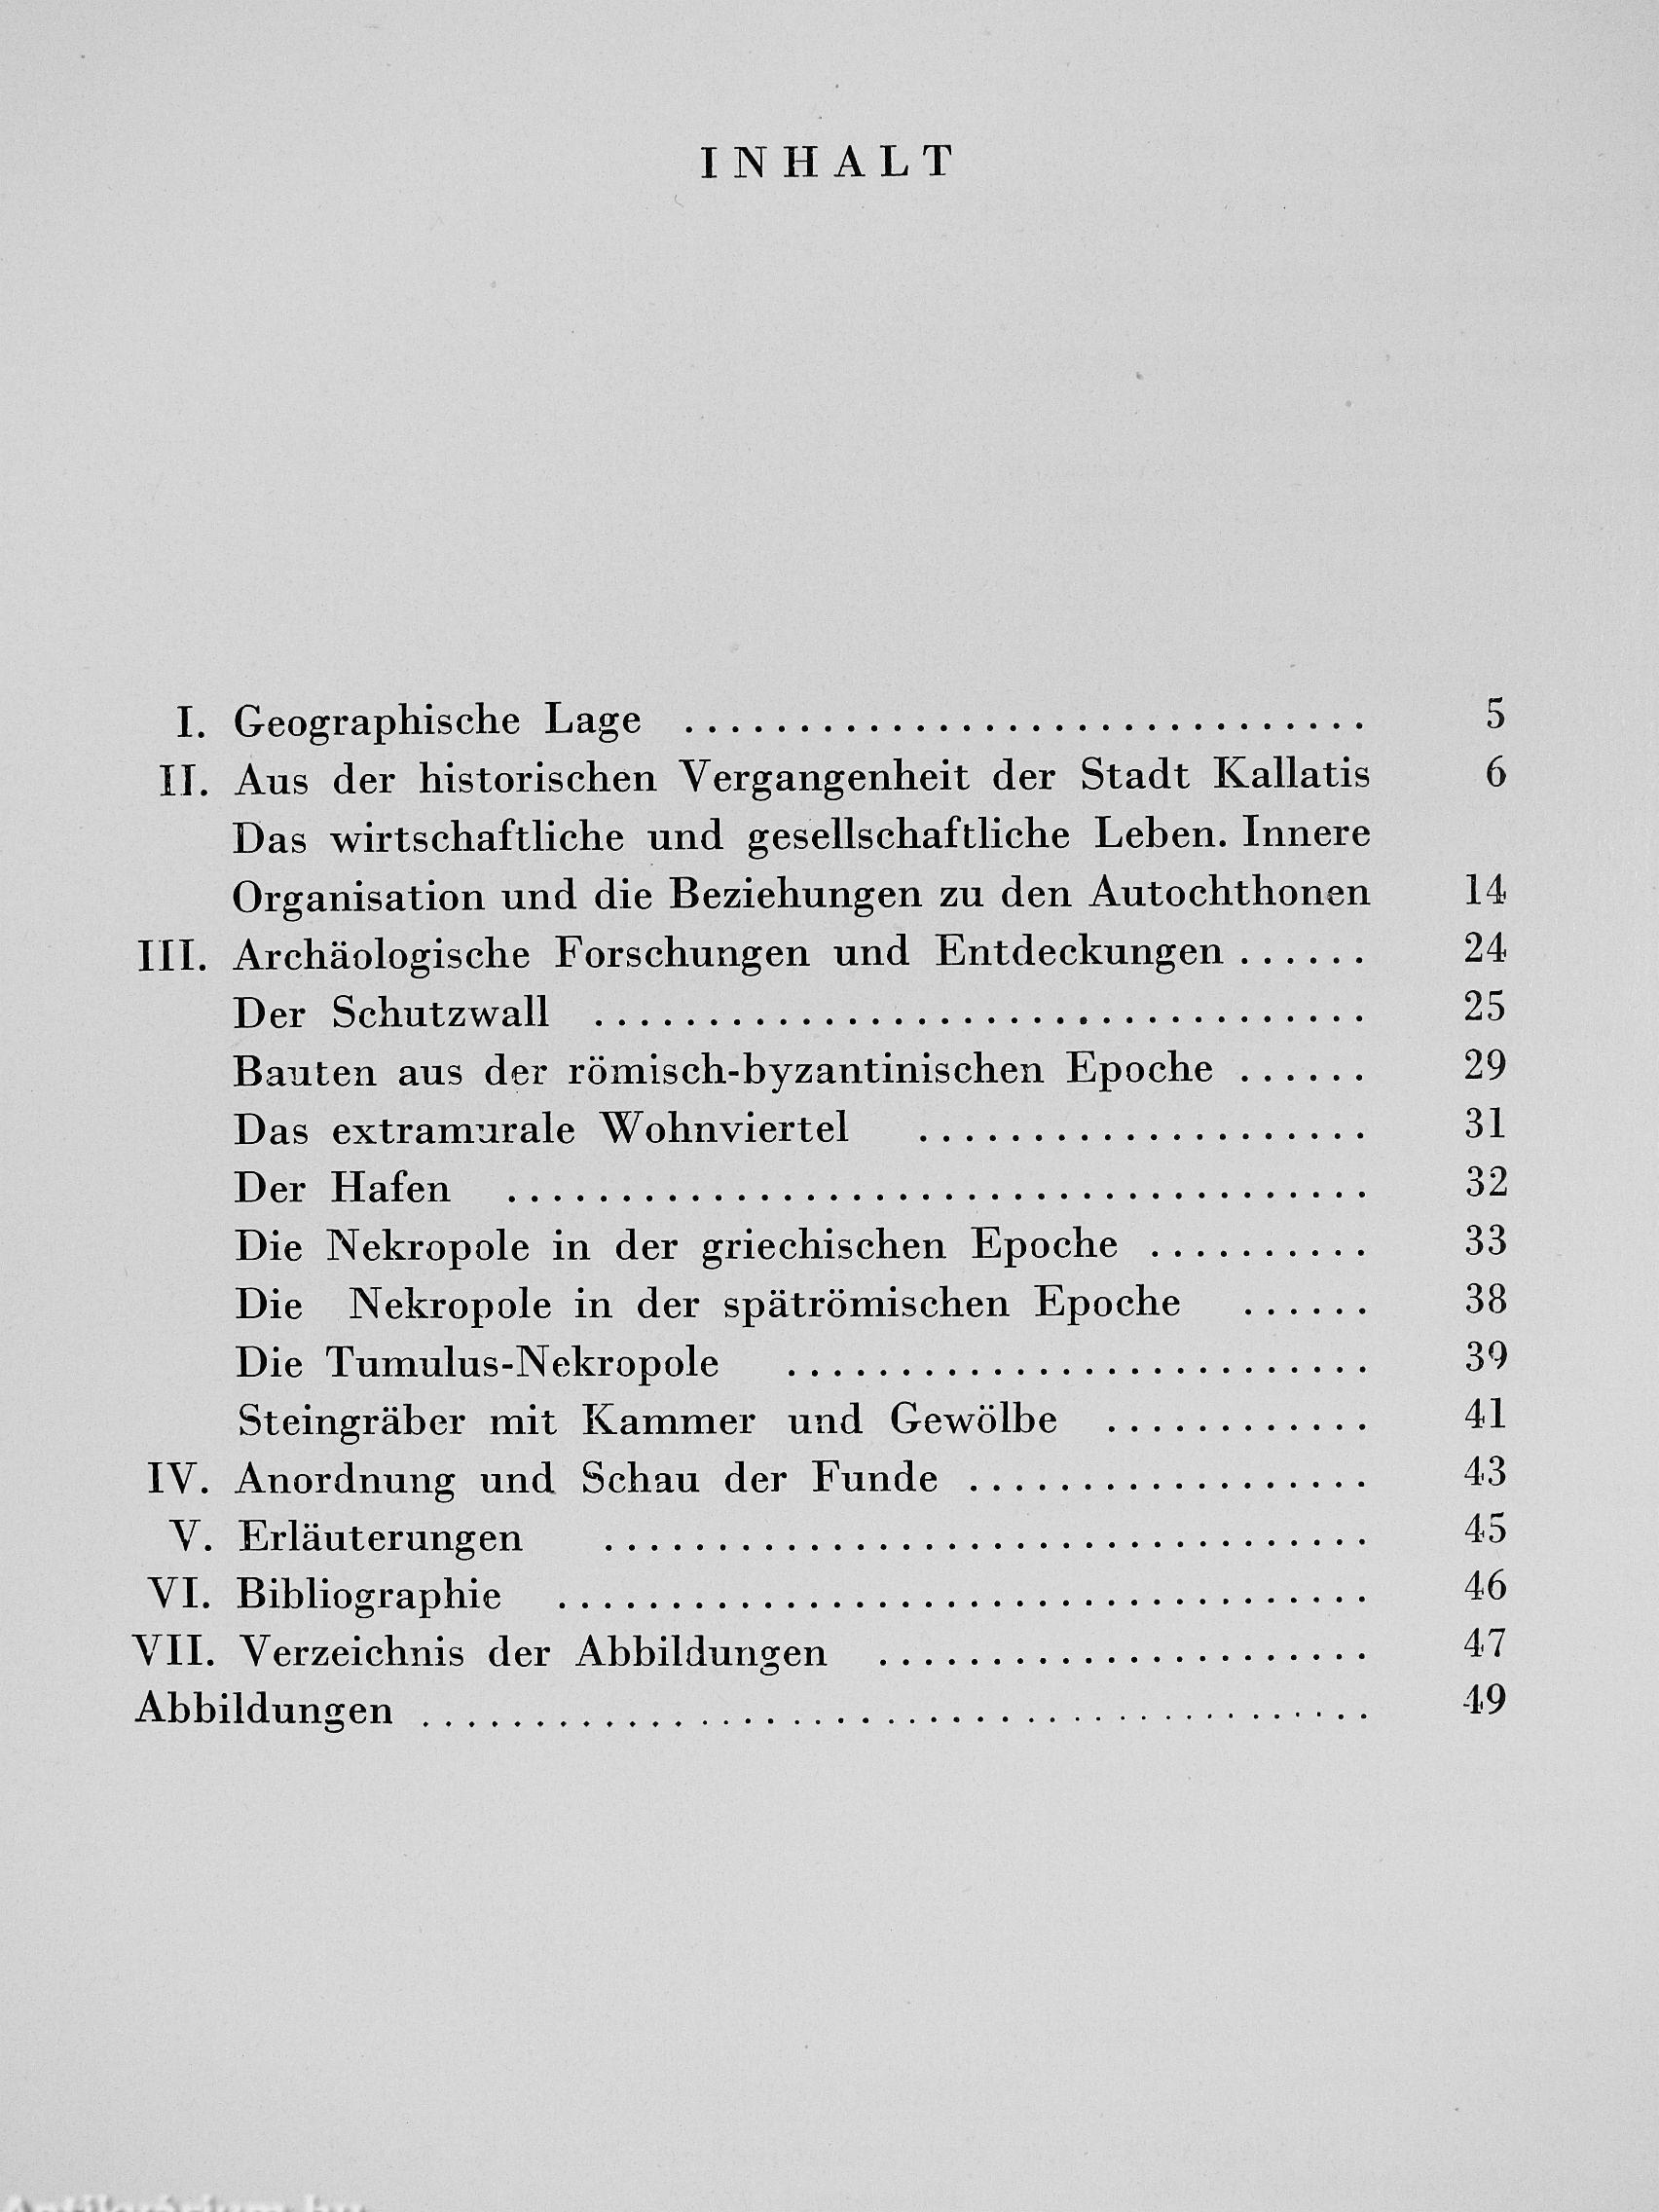 INHALT
I. Geographische Lage .............................. 5
II. Aus der historischen Vergangenheit der Stadt Kallatis 6
Das wirtschaftliche und gesellschaftliche Leben. Innere
Organisation und die Beziehungen zu den Autochthonen 14
III. Archäologische Forschungen und Entdeckungen ...... 24
Der Schutzwall .................................. 25
Bauten aus der römisch-byzantinischen Epoche ...... 29
Das extramurale Wohnviertel .................... 31
Der Hafen ...................................... 32
Die Nekropole in der griechischen Epoche .......... 33
Die Nekropole in der spätrömischen Epoche ...... 38
Die Tumulus-Nekropole .......................... 39
Steingräber mit Kammer und Gewölbe ............ 41
IV. Anordnung und Schau der Funde .................. 43
V. Erläuterungen .................................. 45
VI. Bibliographie .................................... 46
VII. Verzeichnis der Abbildungen ...................... 47
Abbildungen .......................................... 49